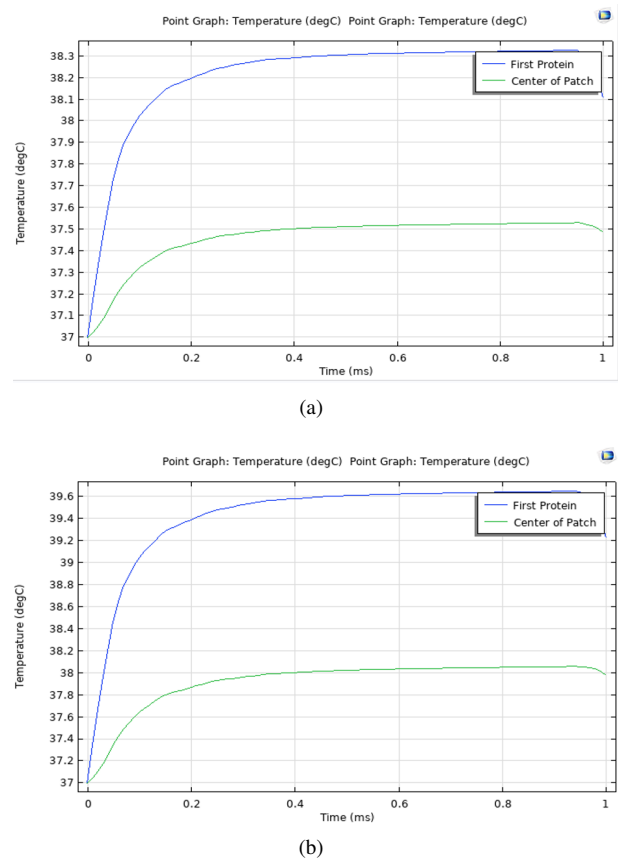 Point Graph: Temperature (degC) Point Graph: Temperature (degC)
38.3
38.2
38.1
38
37.9
37.8
37.7
37.6
37.5
37.4
37.3
37.2
37.1
37
Temperature (degC)
First Protein
Center of Patch
0 0.2 0.4 0.6 0.8 1
Time (ms)
(a)
Point Graph: Temperature (degC) Point Graph: Temperature (degC)
39.6
39.4
39.2
39
38.8
38.6
38.4
38.2
38
37.8
37.6
37.4
37.2
37
Temperature (degC)
First Protein
Center of Patch
0 0.2 0.4 0.6 0.8 1
Time (ms)
(b)